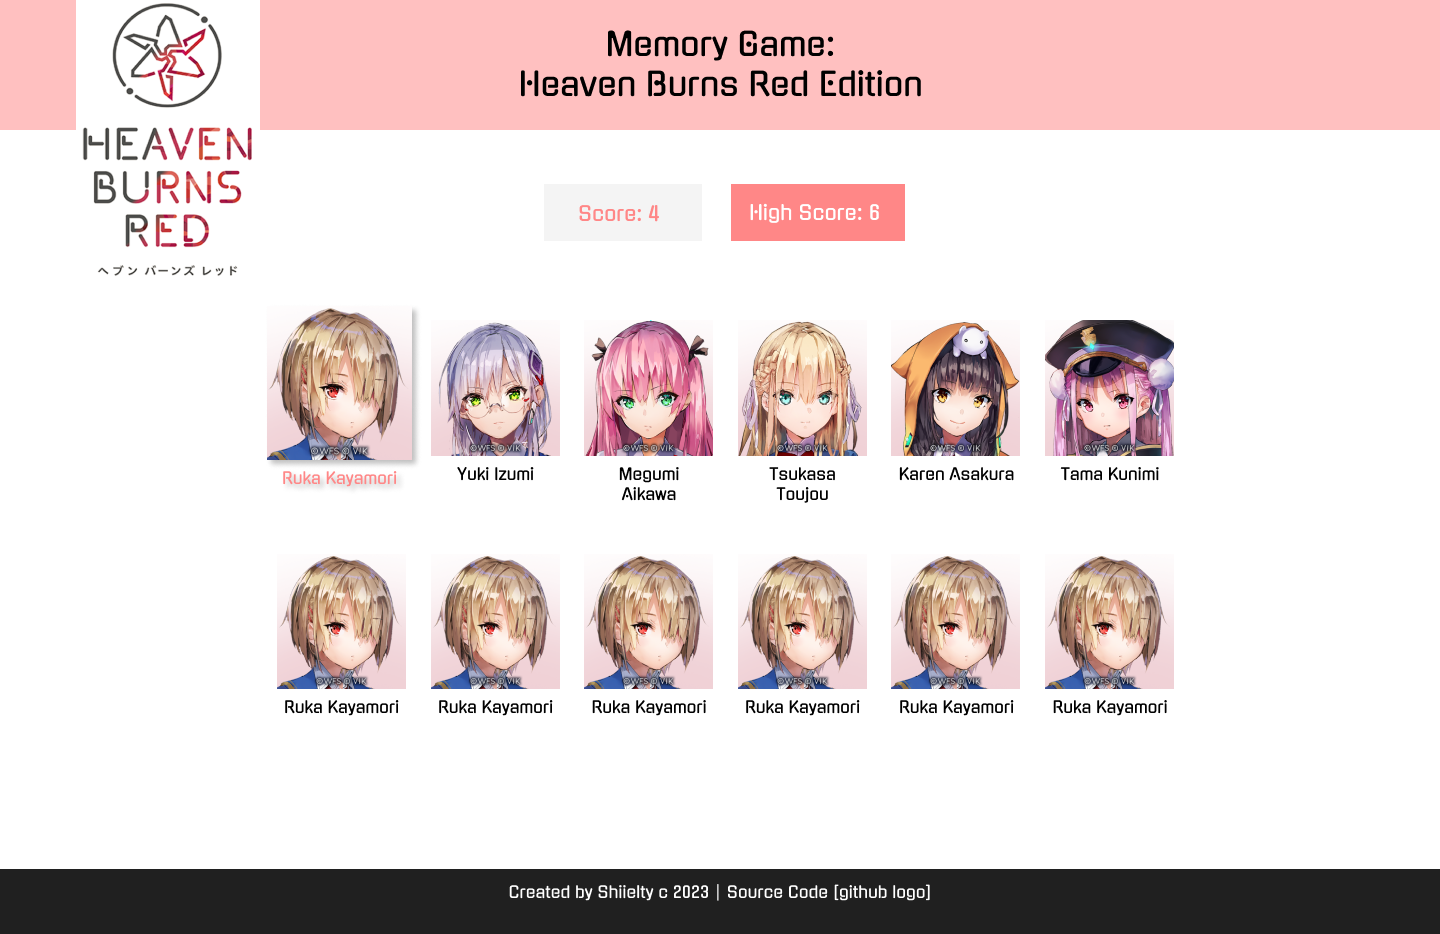 Memory Game:
Heaven Burns Red Edition
HEAVEN
BURNS
RED
ヘブン バーンズ レッド
Score: 4
High Score: 6
©WFS ©VIK
©WFS ©VIK
©WFS ©VIK
©WFS ©VIK
©WFS ©VIK
©WFS ©VIK
Ruka Kayamori
Yuki Izumi
Megumi
Aikawa
Tsukasa
Toujou
Karen Asakura
Tama Kunimi
©WFS ©VIK
©WFS ©VIK
©WFS ©VIK
©WFS ©VIK
©WFS ©VIK
©WFS ©VIK
Ruka Kayamori
Ruka Kayamori
Ruka Kayamori
Ruka Kayamori
Ruka Kayamori
Ruka Kayamori
Created by Shiielty c 2023 | Source Code [github logo]